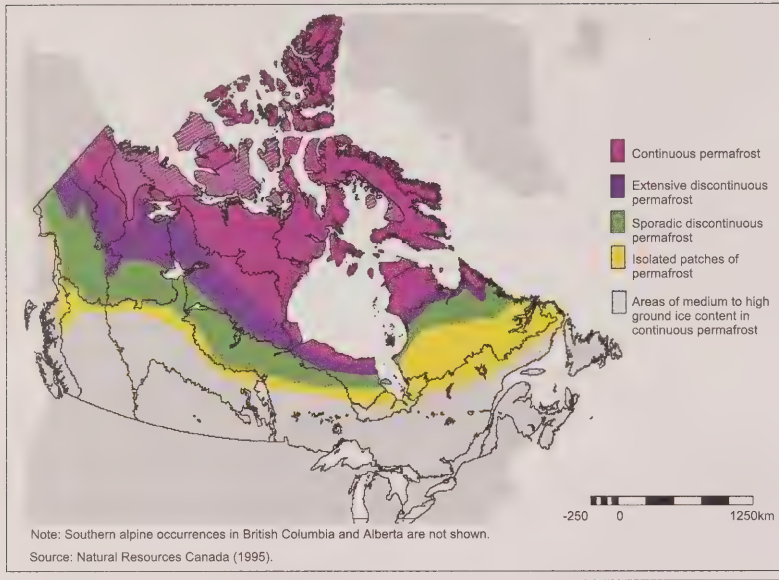 Continuous permafrost
Extensive discontinuous
permafrost
Sporadic discontinuous
permafrost
Isolated patches of
permafrost
Areas of medium to high
ground ice content in
continuous permafrost
-250 0 1250km
Note: Southern alpine occurrences in British Columbia and Alberta are not shown.
Source: Natural Resources Canada (1995).